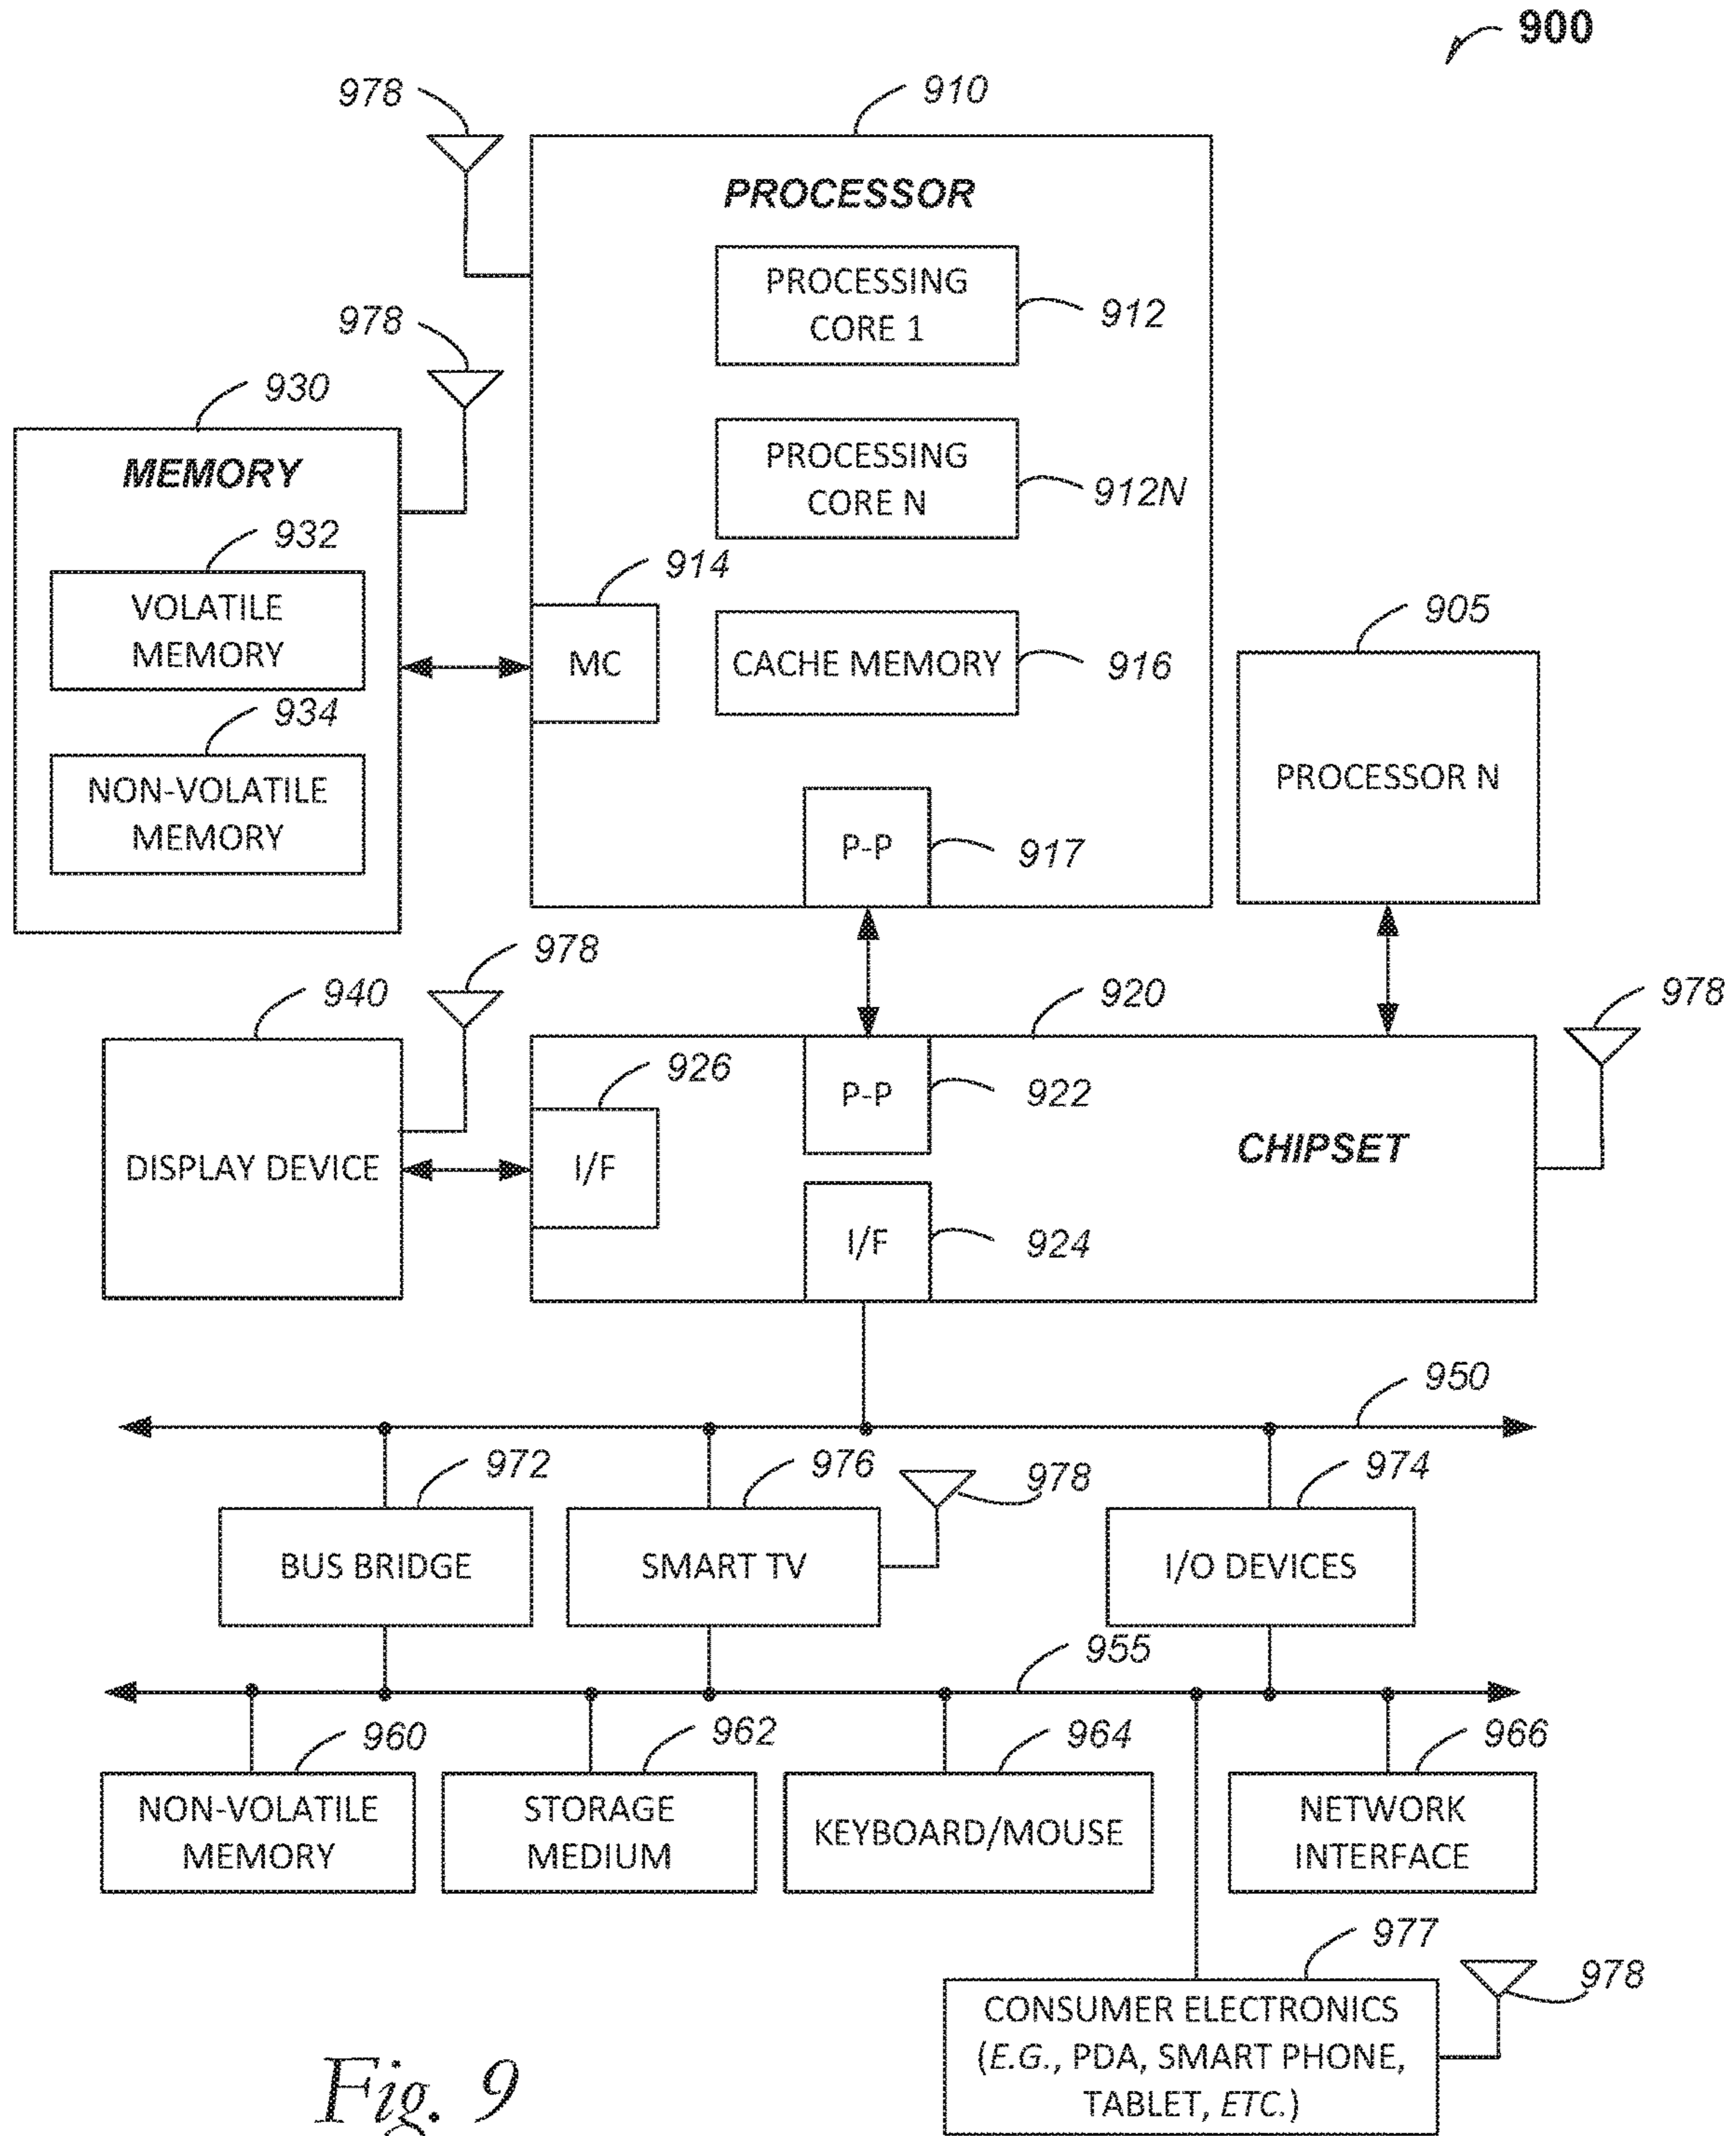 900
978
910
PROCESSOR
PROCESSING
CORE 1
912
978
930
MEMORY
PROCESSING
CORE N
912N
932
VOLATILE
MEMORY
914
MC
CACHE MEMORY
916
905
934
NON-VOLATILE
MEMORY
PROCESSOR N
P-P
917
978
940
920
978
DISPLAY DEVICE
926
I/F
P-P
922
CHIPSET
I/F
924
950
972
976
978
974
BUS BRIDGE
SMART TV
I/O DEVICES
955
960
962
964
966
NON-VOLATILE
MEMORY
STORAGE
MEDIUM
KEYBOARD/MOUSE
NETWORK
INTERFACE
977
978
CONSUMER ELECTRONICS
(E.G., PDA, SMART PHONE,
TABLET, ETC.)
Fig. 9